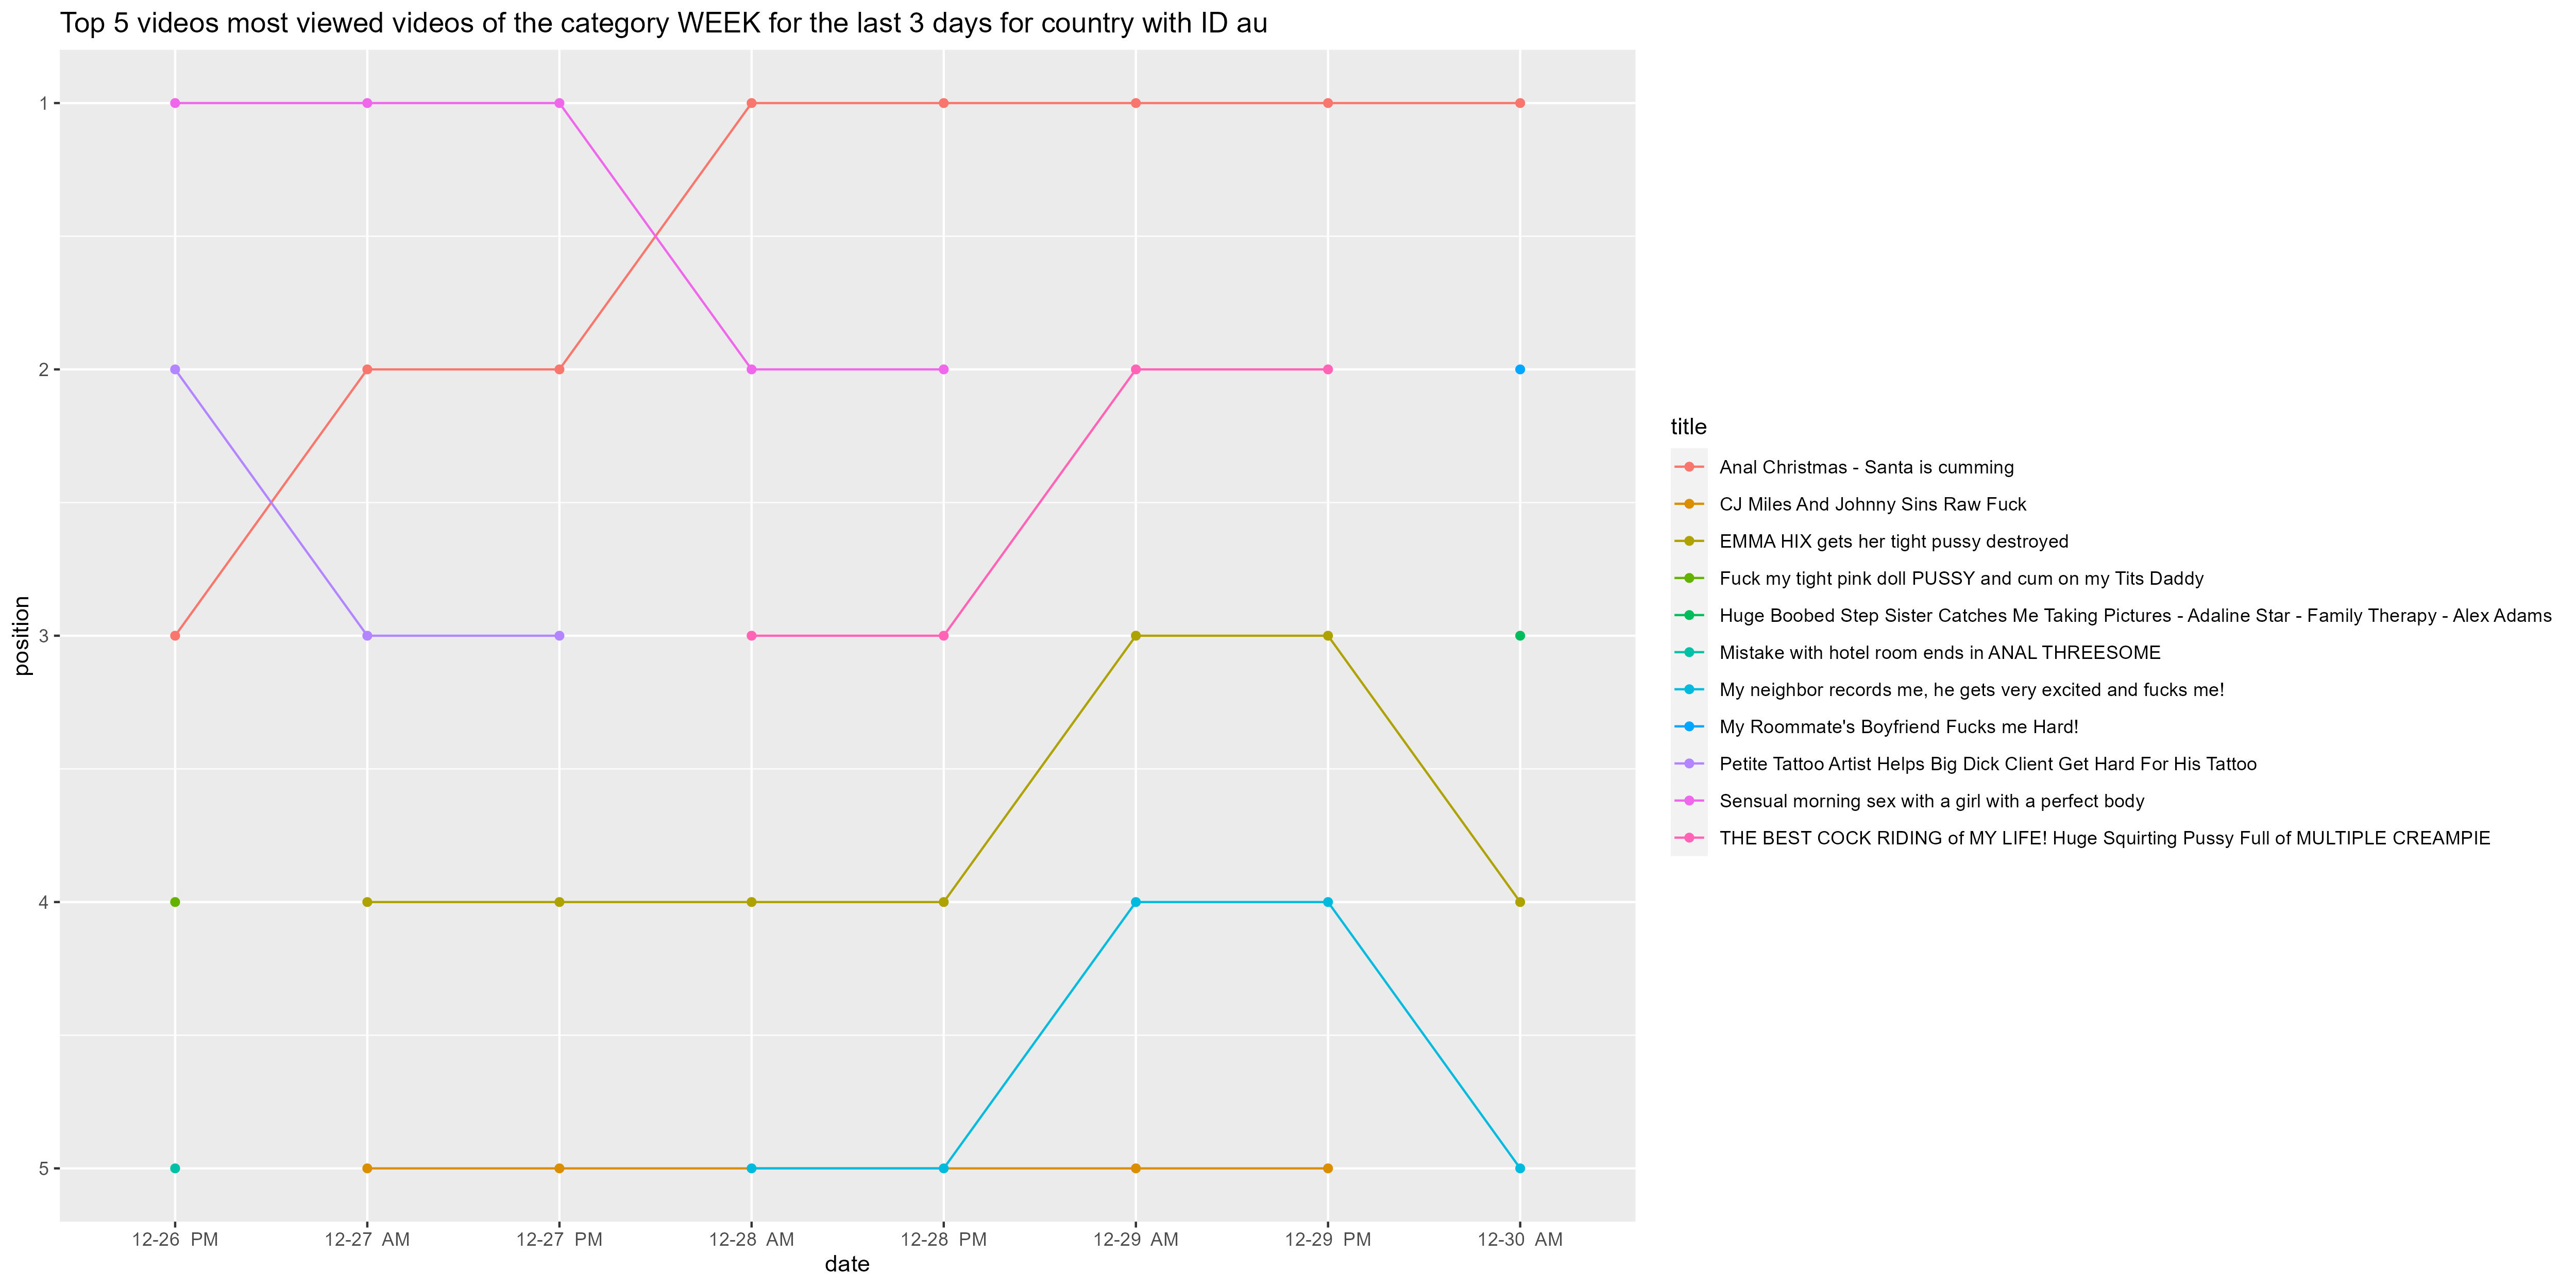 Top 5 videos most viewed videos of the category WEEK for the last 3 days for country with ID au
position
1
2
3
4
5
12-26 PM
12-27 AM
12-27 PM
12-28 AM
12-28 PM
12-29 AM
12-29 PM
12-30 AM
date
title
Anal Christmas - Santa is cumming
CJ Miles And Johnny Sins Raw Fuck
EMMA HIX gets her tight pussy destroyed
Fuck my tight pink doll PUSSY and cum on my Tits Daddy
Huge Boobed Step Sister Catches Me Taking Pictures - Adaline Star - Family Therapy - Alex Adams
Mistake with hotel room ends in ANAL THREESOME
My neighbor records me, he gets very excited and fucks me!
My Roommate's Boyfriend Fucks me Hard!
Petite Tattoo Artist Helps Big Dick Client Get Hard For His Tattoo
Sensual morning sex with a girl with a perfect body
THE BEST COCK RIDING of MY LIFE! Huge Squirting Pussy Full of MULTIPLE CREAMPIE